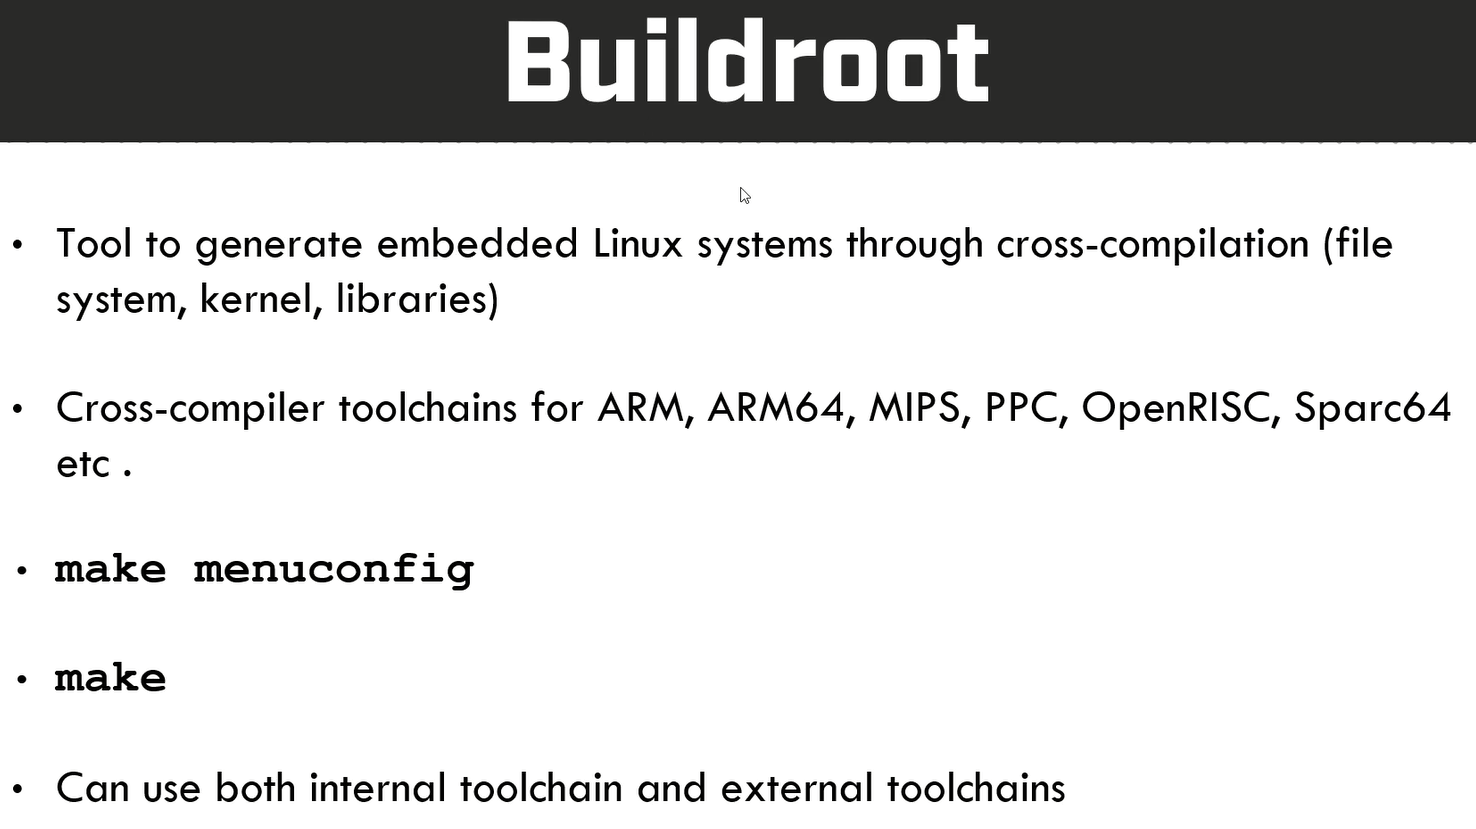 Buildroot
• Tool to generate embedded Linux systems through cross-compilation (file
system, kernel, libraries)
• Cross-compiler toolchains for ARM, ARM64, MIPS, PPC, OpenRISC, Sparc64
etc .
• make menuconfig
• make
• Can use both internal toolchain and external toolchains